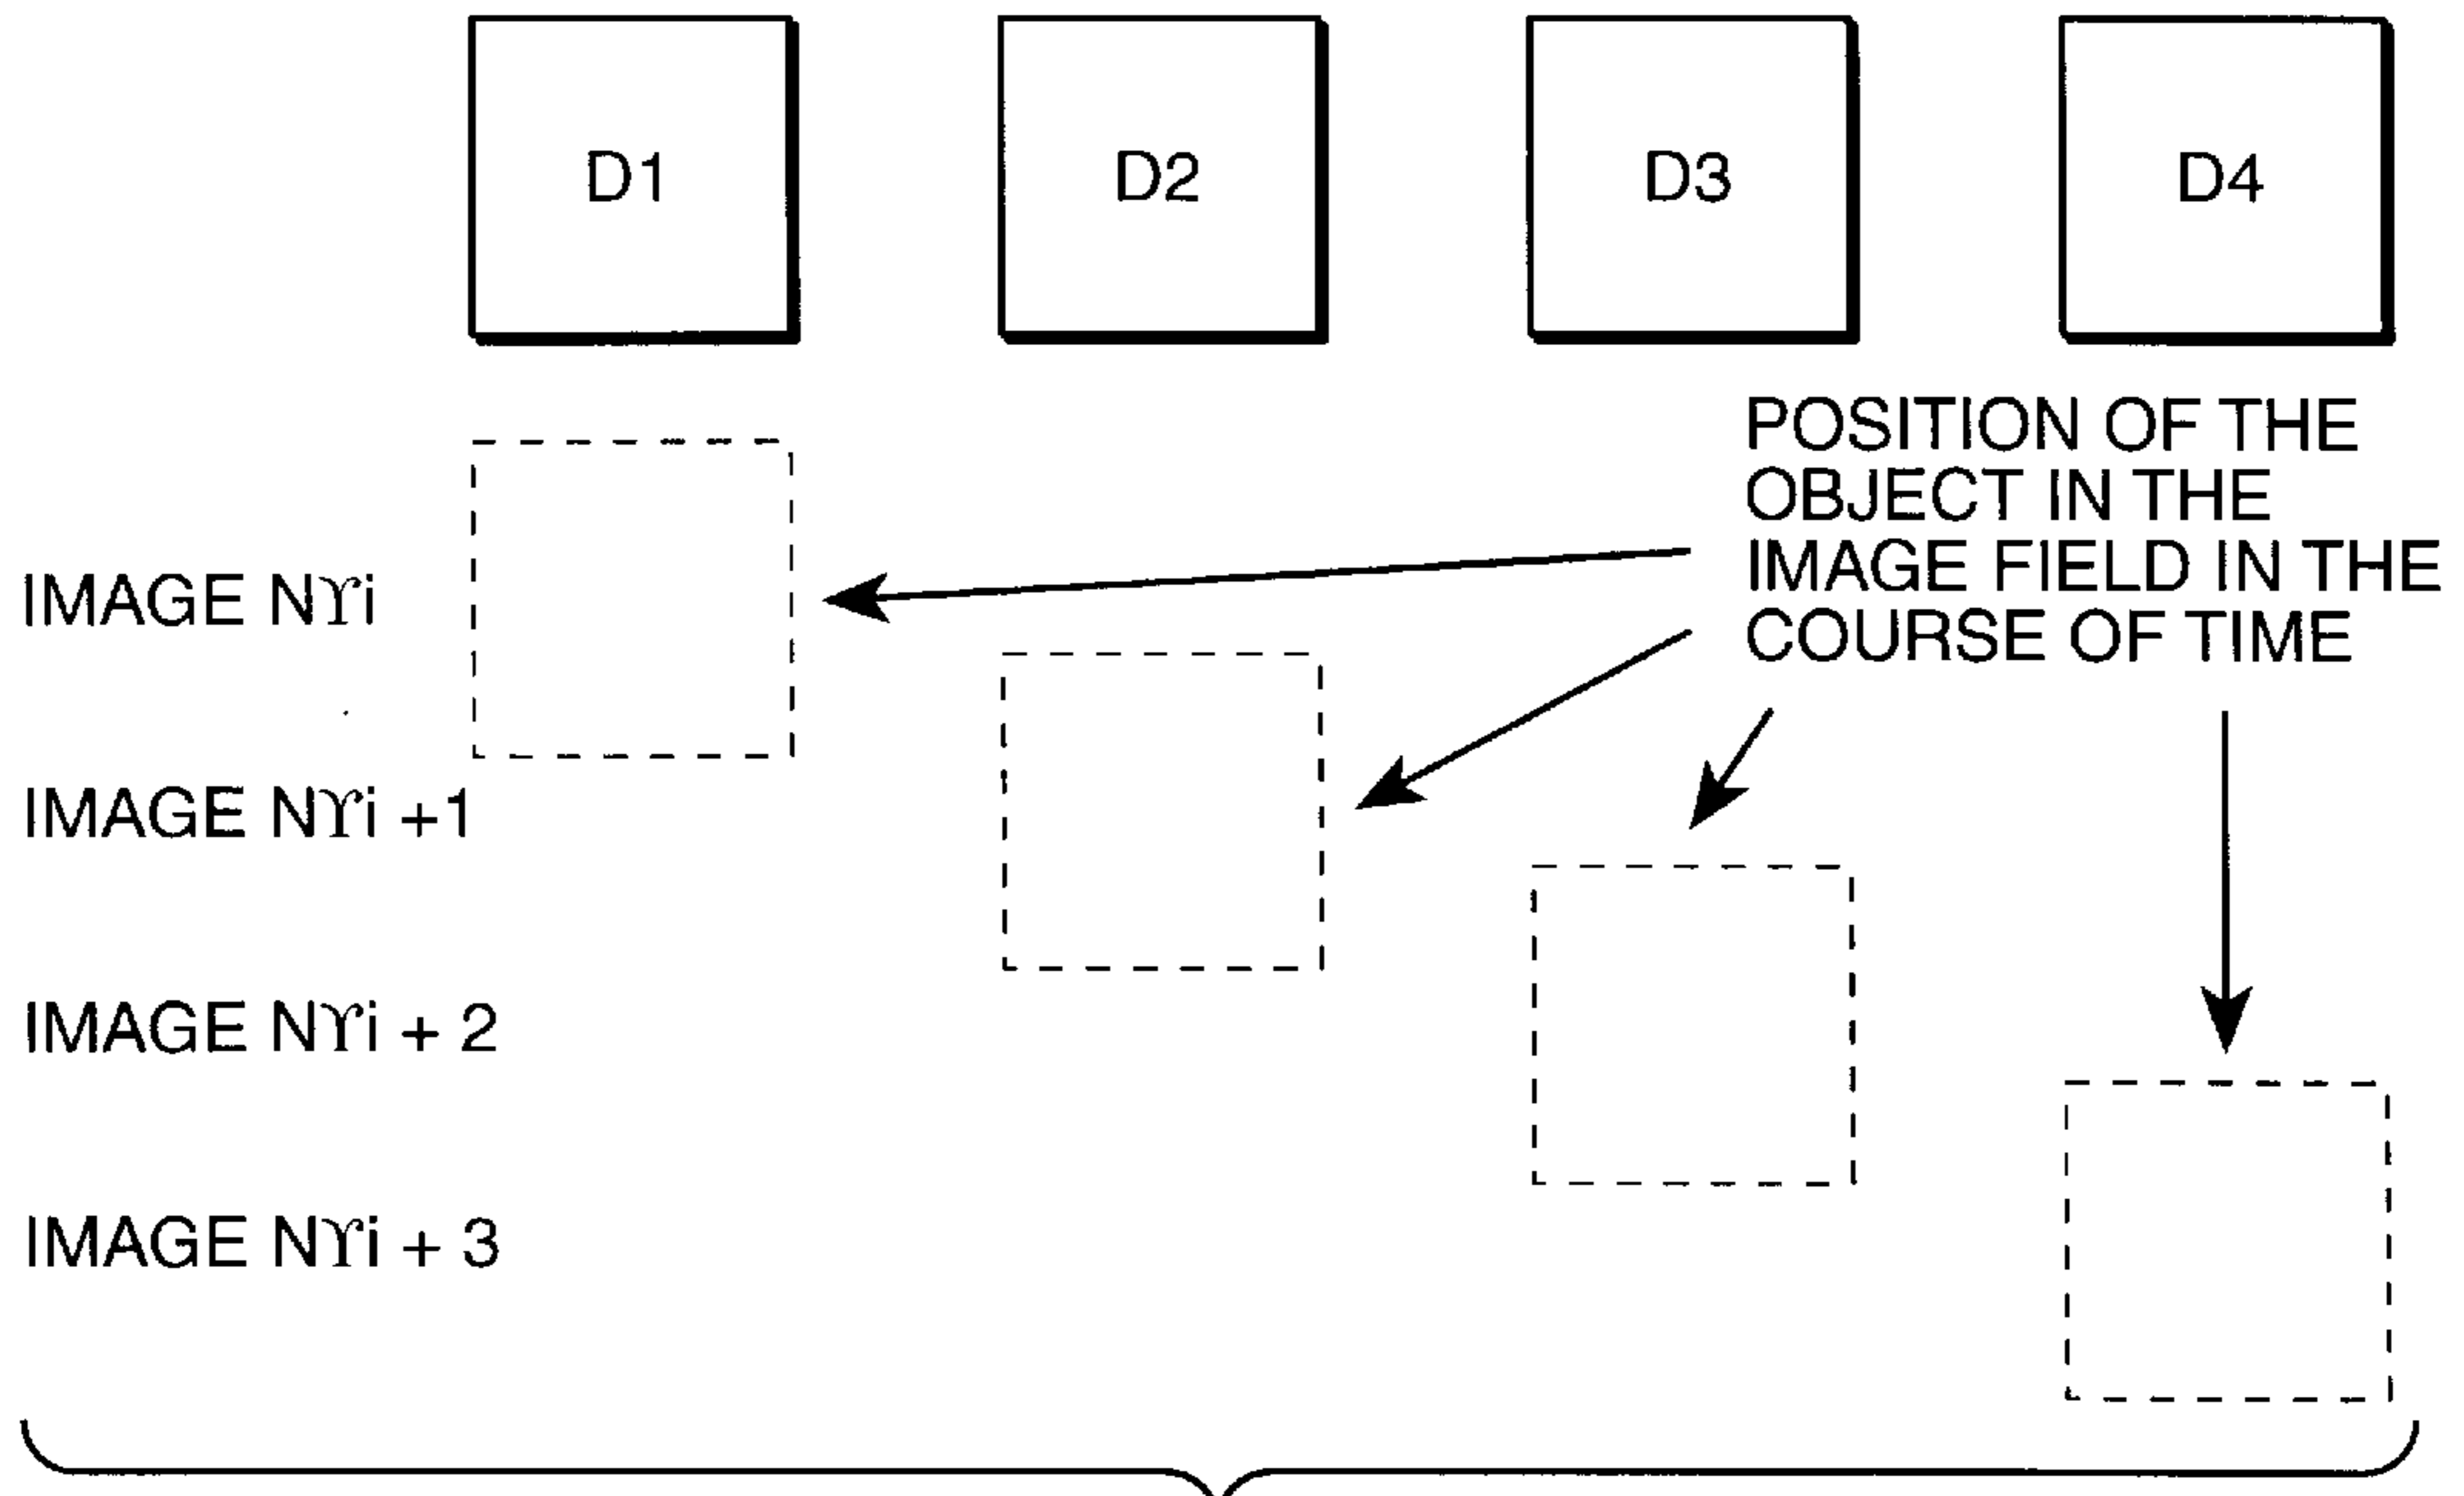 D1 D2 D3 D4
POSITION OF THE
OBJECT IN THE
IMAGE FIELD IN THE
COURSE OF TIME
IMAGE Nϒi
IMAGE Nϒi +1
IMAGE Nϒi + 2
IMAGE Nϒi + 3